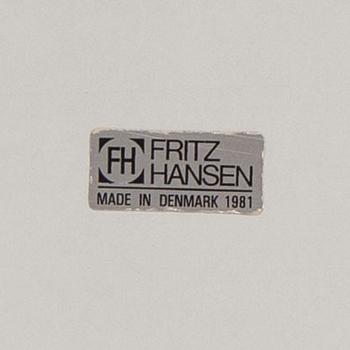 FH FRITZ
HANSEN
MADE IN DENMARK 1981